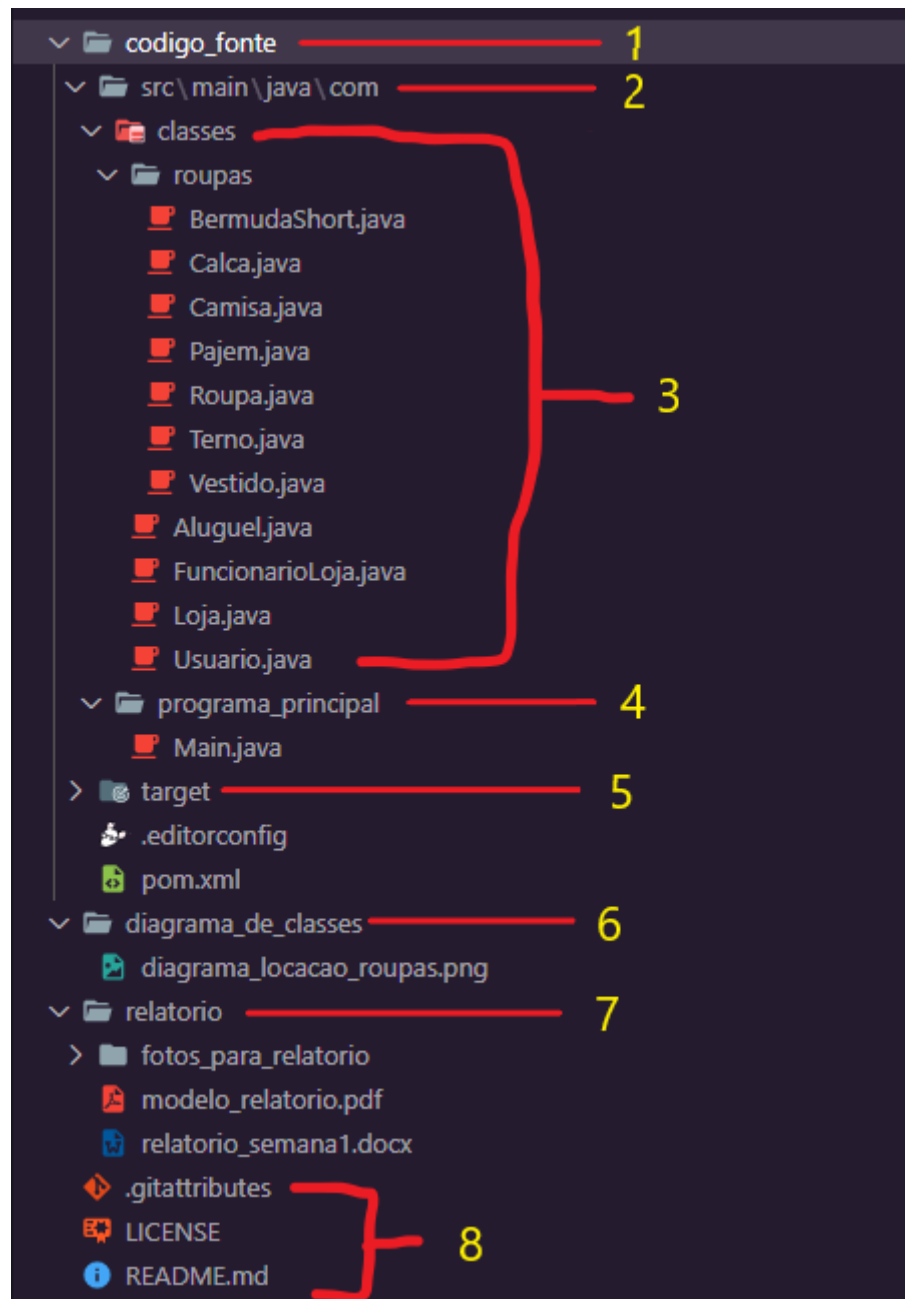 codigo_fonte 1
src\main\java\com 2
classes
roupas
BermudaShort.java
Calca.java
Camisa.java
Pajem.java
Roupa.java 3
Terno.java
Vestido.java
Aluguel.java
FuncionarioLoja.java
Loja.java
Usuario.java
programa_principal 4
Main.java
target 5
.editorconfig
pom.xml
diagrama_de_classes 6
diagrama_locacao_roupas.png
relatorio 7
fotos_para_relatorio
modelo_relatorio.pdf
relatorio_semana1.docx
.gitattributes
LICENSE 8
README.md